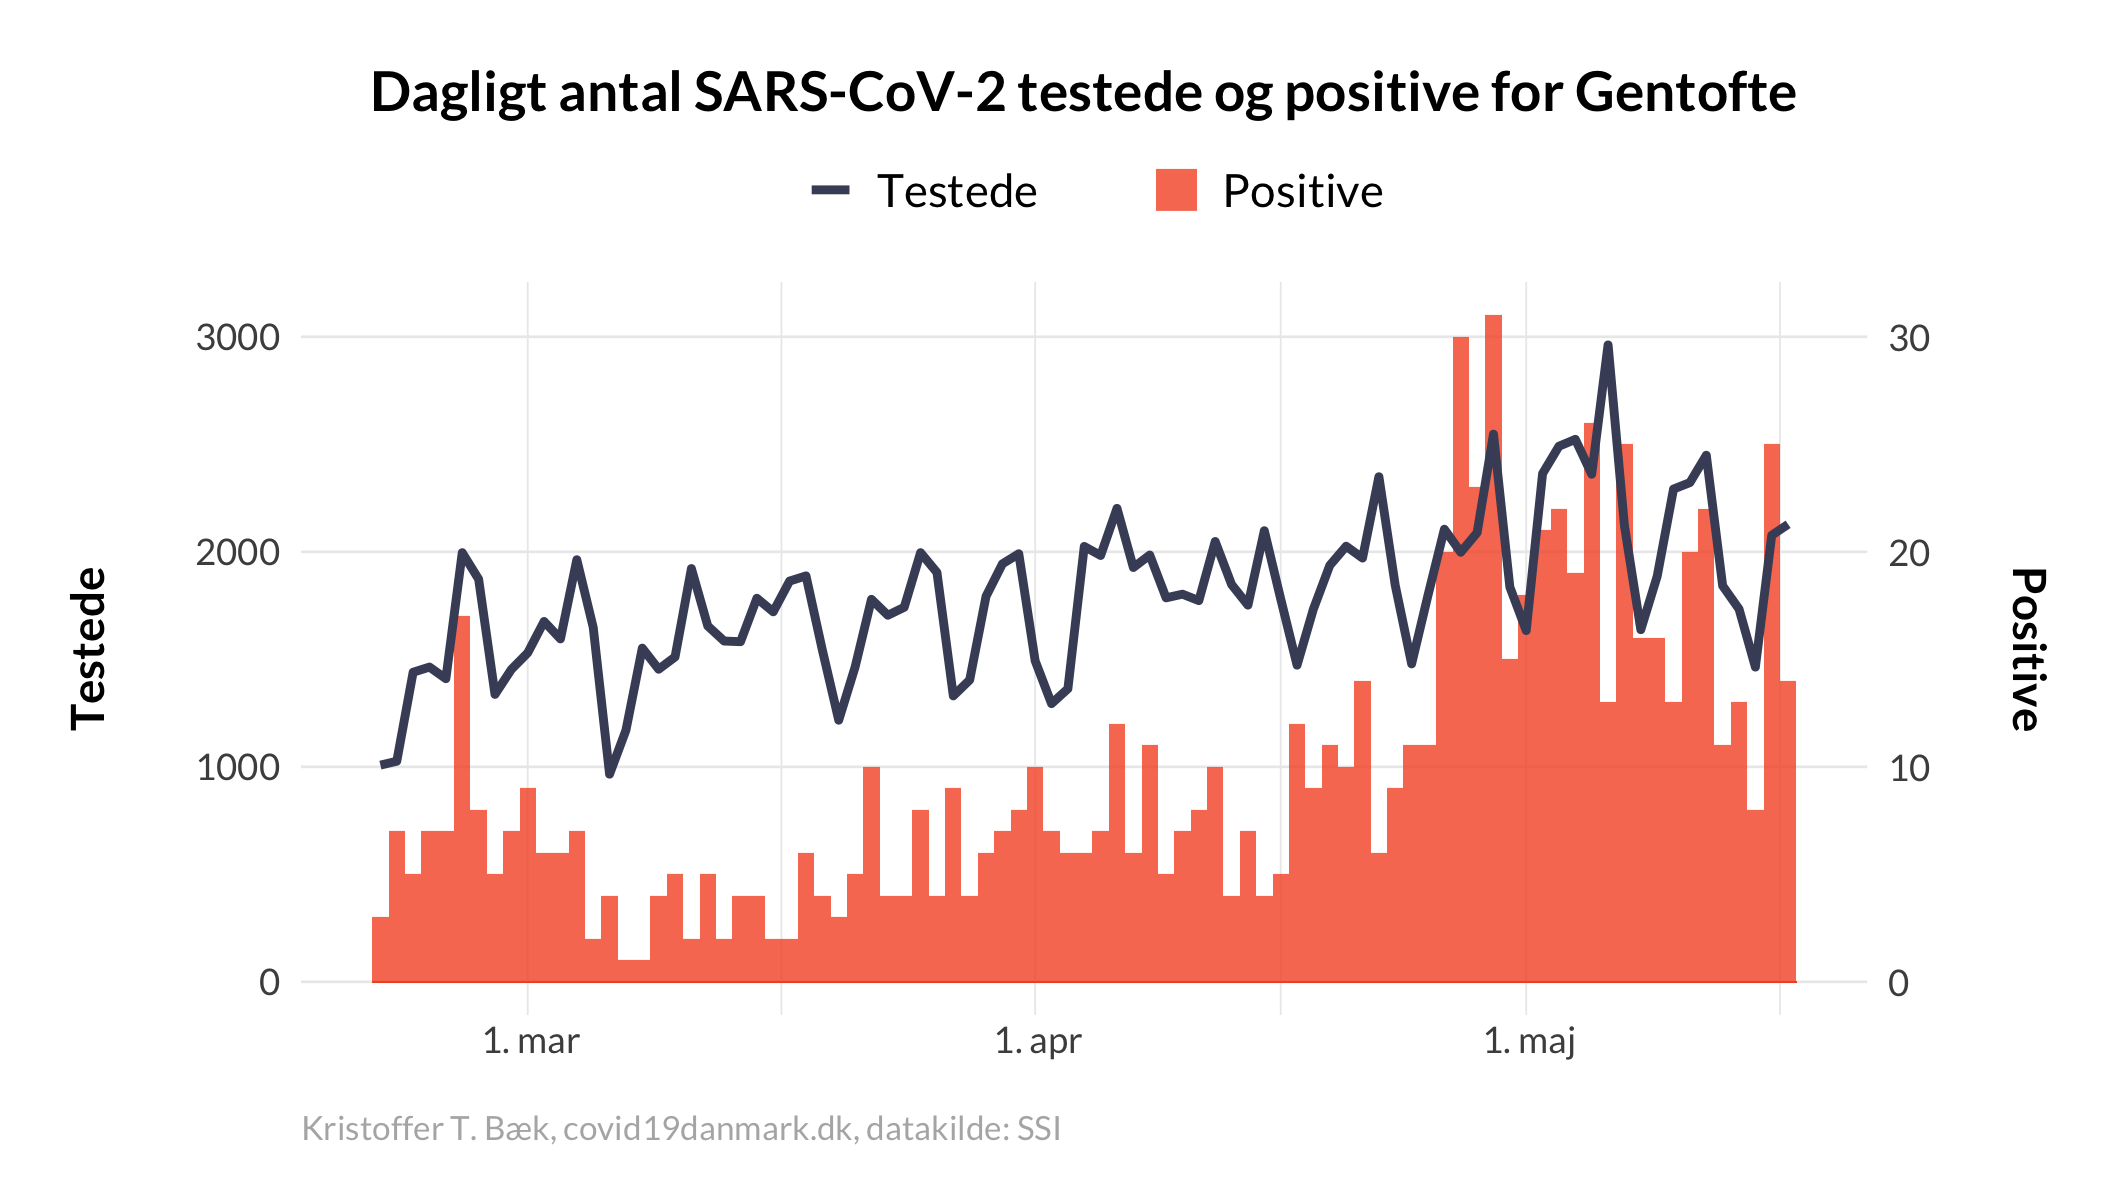 Dagligt antal SARS-CoV-2 testede og positive for Gentofte
Testede Positive
3000 30
2000 20
1000 10
0 0
Testede
Positive
1. mar 1. apr 1. maj
Kristoffer T. Bæk, covid19danmark.dk, datakilde: SSI